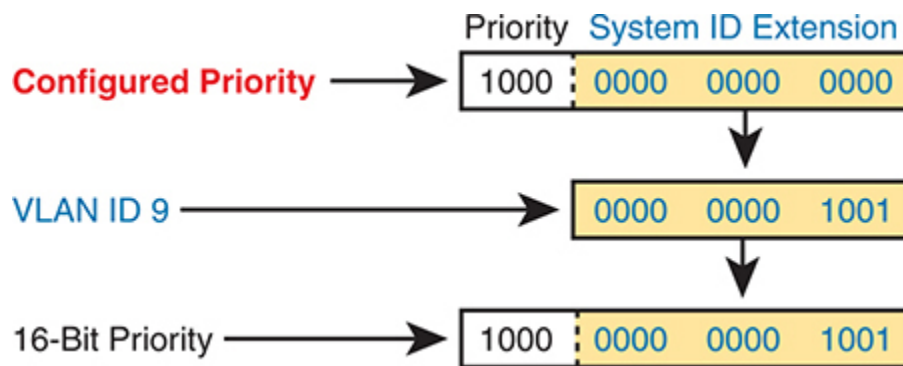 Priority System ID Extension
Configured Priority 1000 0000 0000 0000
VLAN ID 9 0000 0000 1001
16-Bit Priority 1000 0000 0000 1001